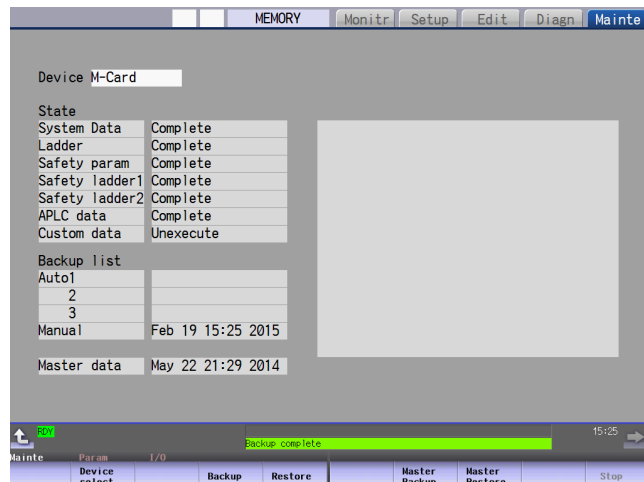 MEMORY Monitr Setup Edit Diagn Mainte
Device M-Card
State
System Data Complete
Ladder Complete
Safety param Complete
Safety ladder1 Complete
Safety ladder2 Complete
APLC data Complete
Custom data Unexecute
Backup list
Auto1
2
3
Manual Feb 19 15:25 2015
Master data May 22 21:29 2014
RDY 15:25
Backup complete
Mainte Param I/O
Device select Backup Restore Master Backup Master Restore Stop